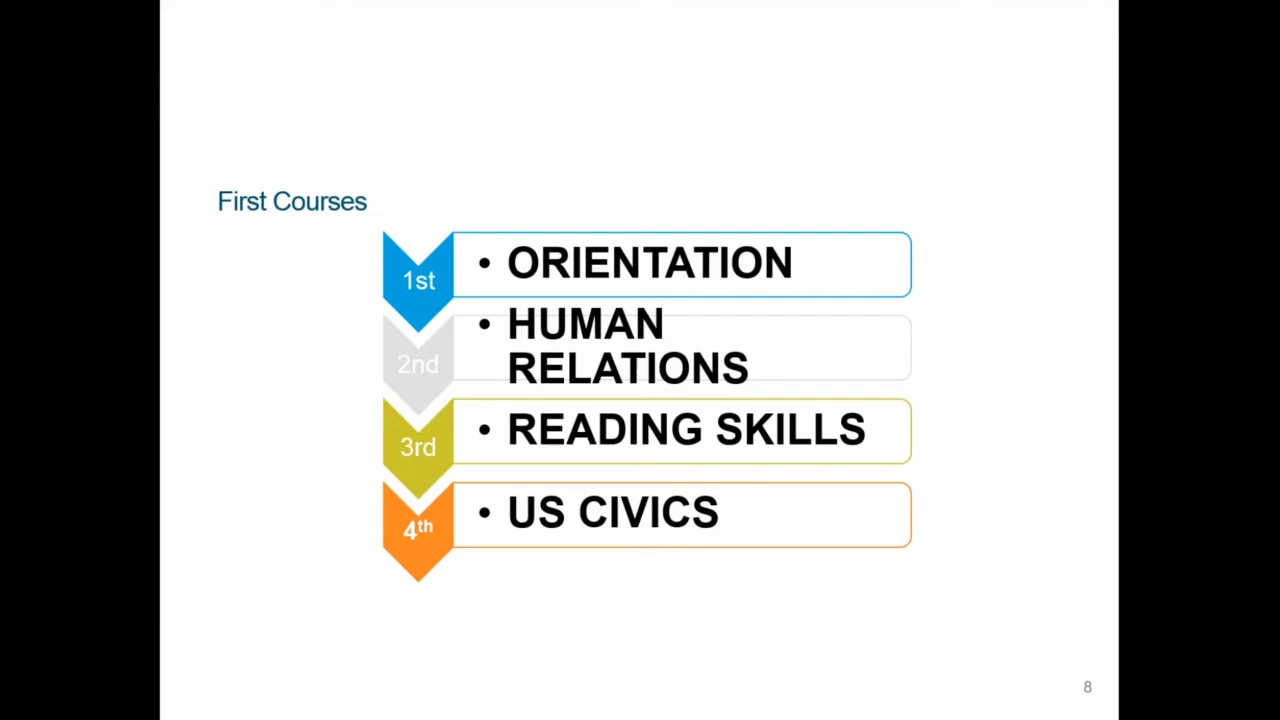 First Courses
1st
• ORIENTATION
2nd
• HUMAN
RELATIONS
3rd
• READING SKILLS
4th
• US CIVICS
8